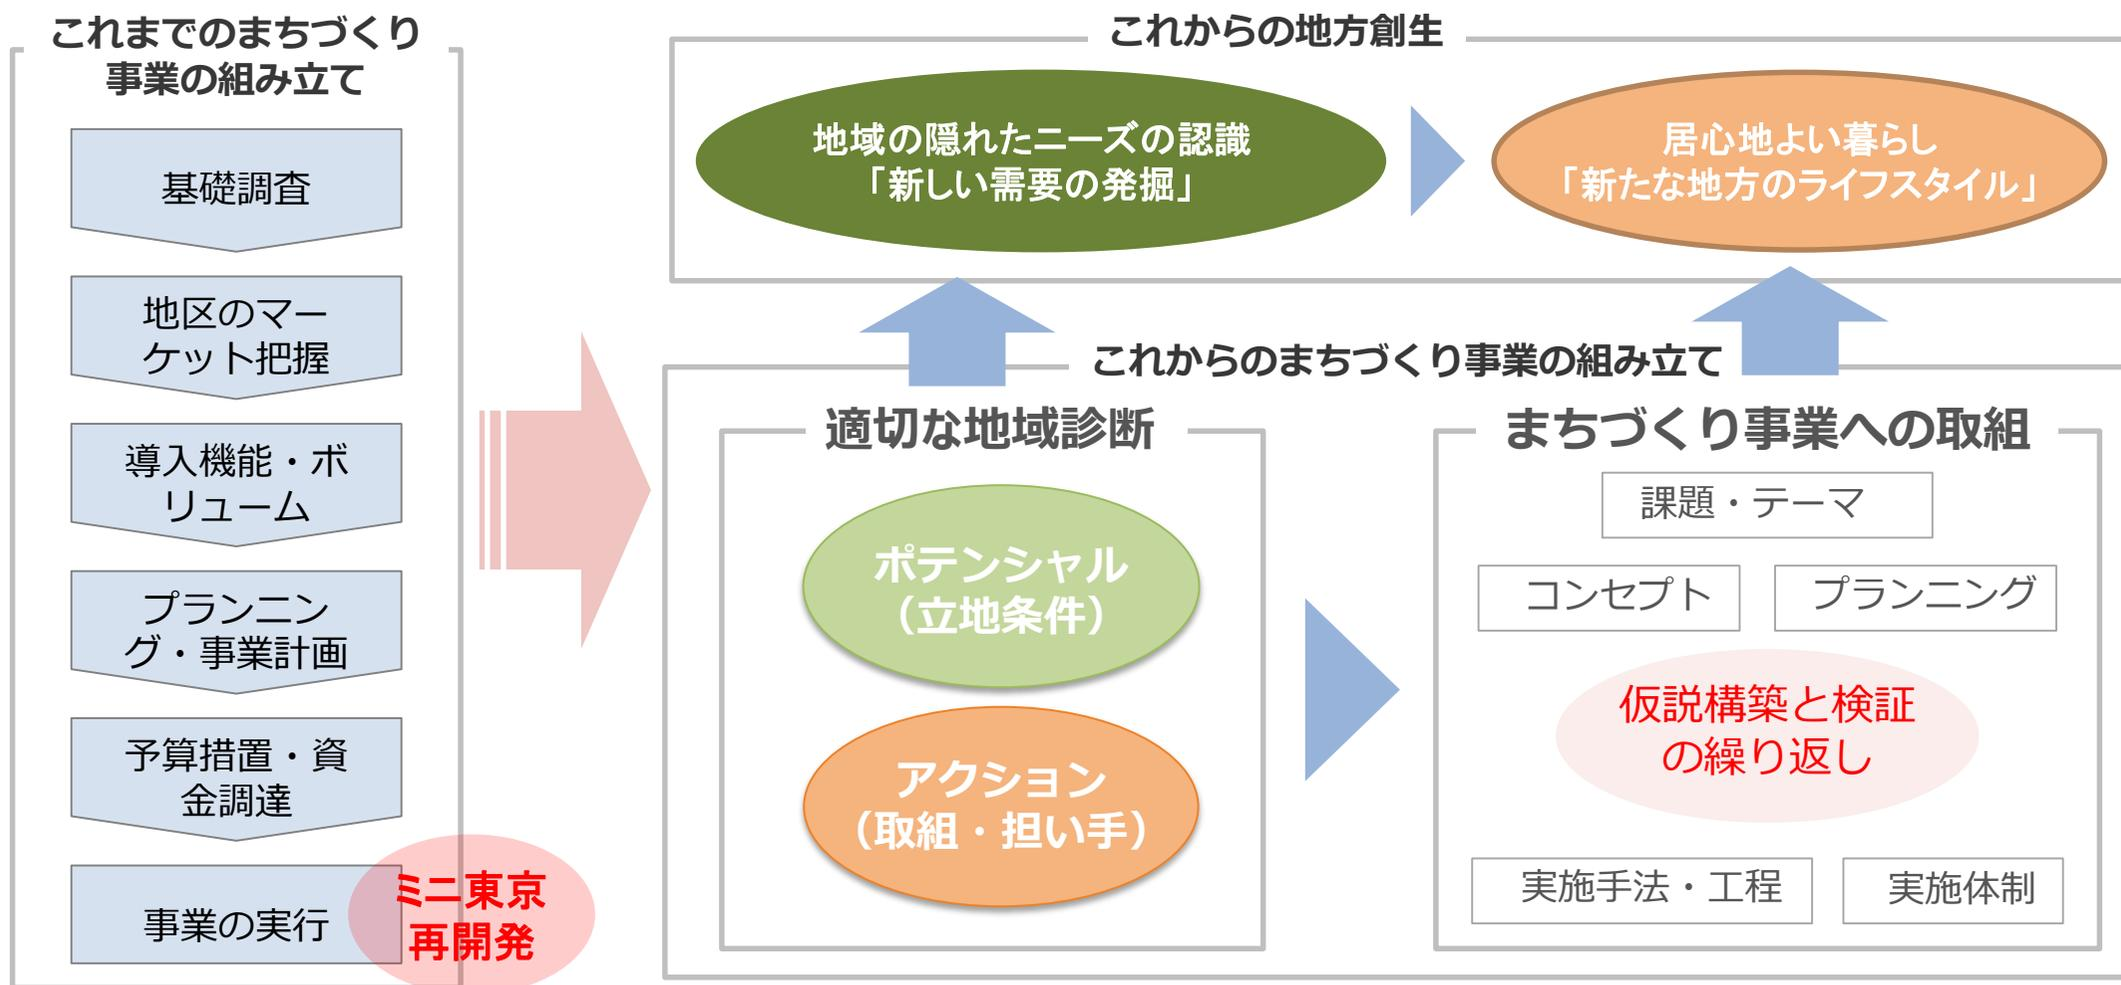 これまでのまちづくり
事業の組み立て
基礎調査
地区のマー
ケット把握
導入機能・ボ
リューム
プランニン
グ・事業計画
予算措置・資
金調達
事業の実行
ミニ東京
再開発
これからの地方創生
地域の隠れたニーズの認識
「新しい需要の発掘」
居心地よい暮らし
「新たな地方のライフスタイル」
これからのまちづくり事業の組み立て
適切な地域診断
ポテンシャル
（立地条件）
アクション
（取組・担い手）
まちづくり事業への取組
課題・テーマ
コンセプト
プランニング
仮説構築と検証
の繰り返し
実施手法・工程
実施体制